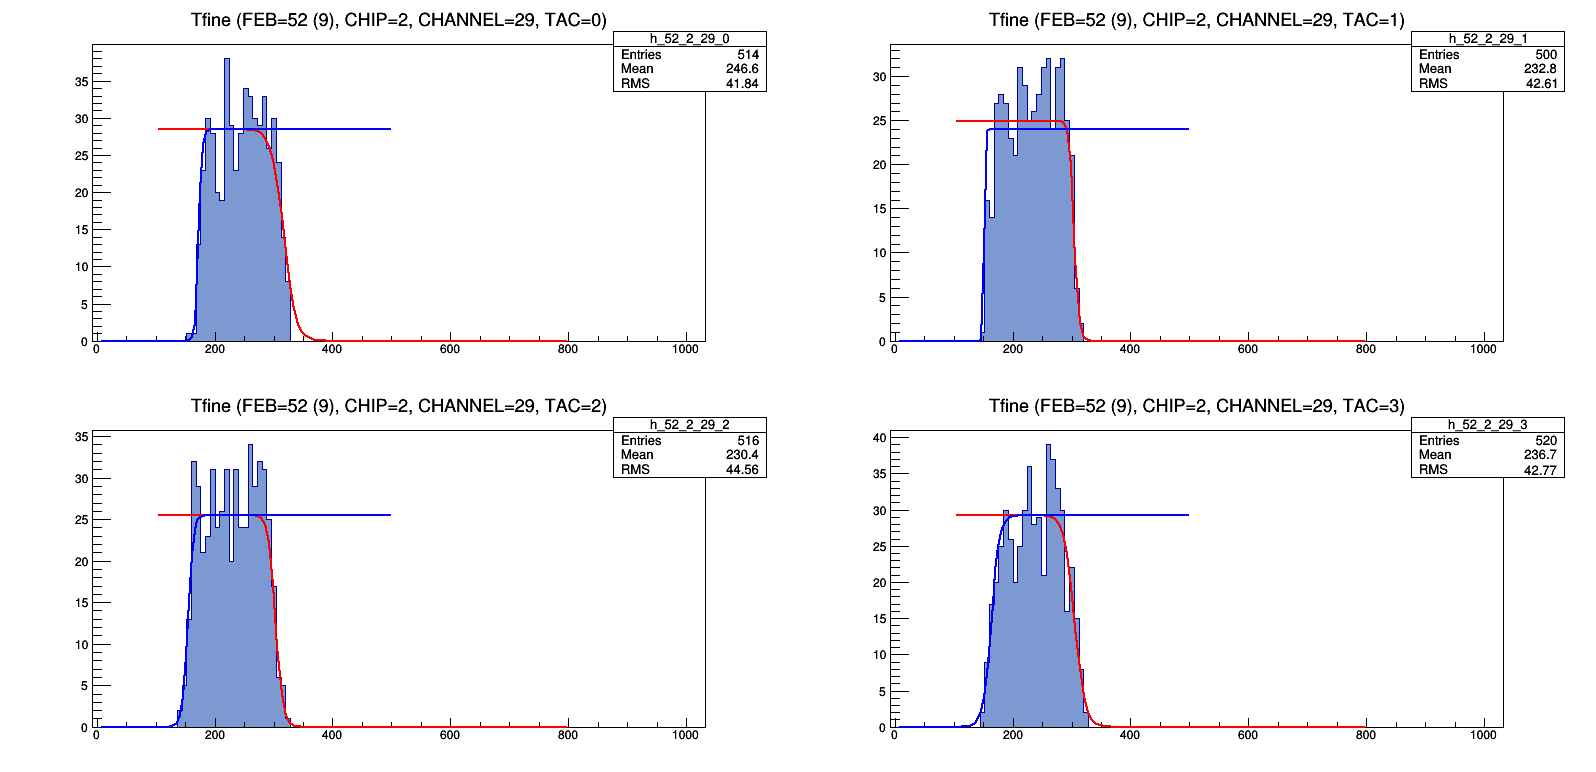 Tfine (FEB=52 (9), CHIP=2, CHANNEL=29, TAC=0)
h_52_2_29_0
Entries 514
Mean 246.6
RMS 41.84
35
30
25
20
15
10
5
0
0 200 400 600 800 1000
Tfine (FEB=52 (9), CHIP=2, CHANNEL=29, TAC=1)
h_52_2_29_1
Entries 500
Mean 232.8
RMS 42.61
30
25
20
15
10
5
0
0 200 400 600 800 1000
Tfine (FEB=52 (9), CHIP=2, CHANNEL=29, TAC=2)
h_52_2_29_2
Entries 516
Mean 230.4
RMS 44.56
35
30
25
20
15
10
5
0
0 200 400 600 800 1000
Tfine (FEB=52 (9), CHIP=2, CHANNEL=29, TAC=3)
h_52_2_29_3
Entries 520
Mean 236.7
RMS 42.77
40
35
30
25
20
15
10
5
0
0 200 400 600 800 1000